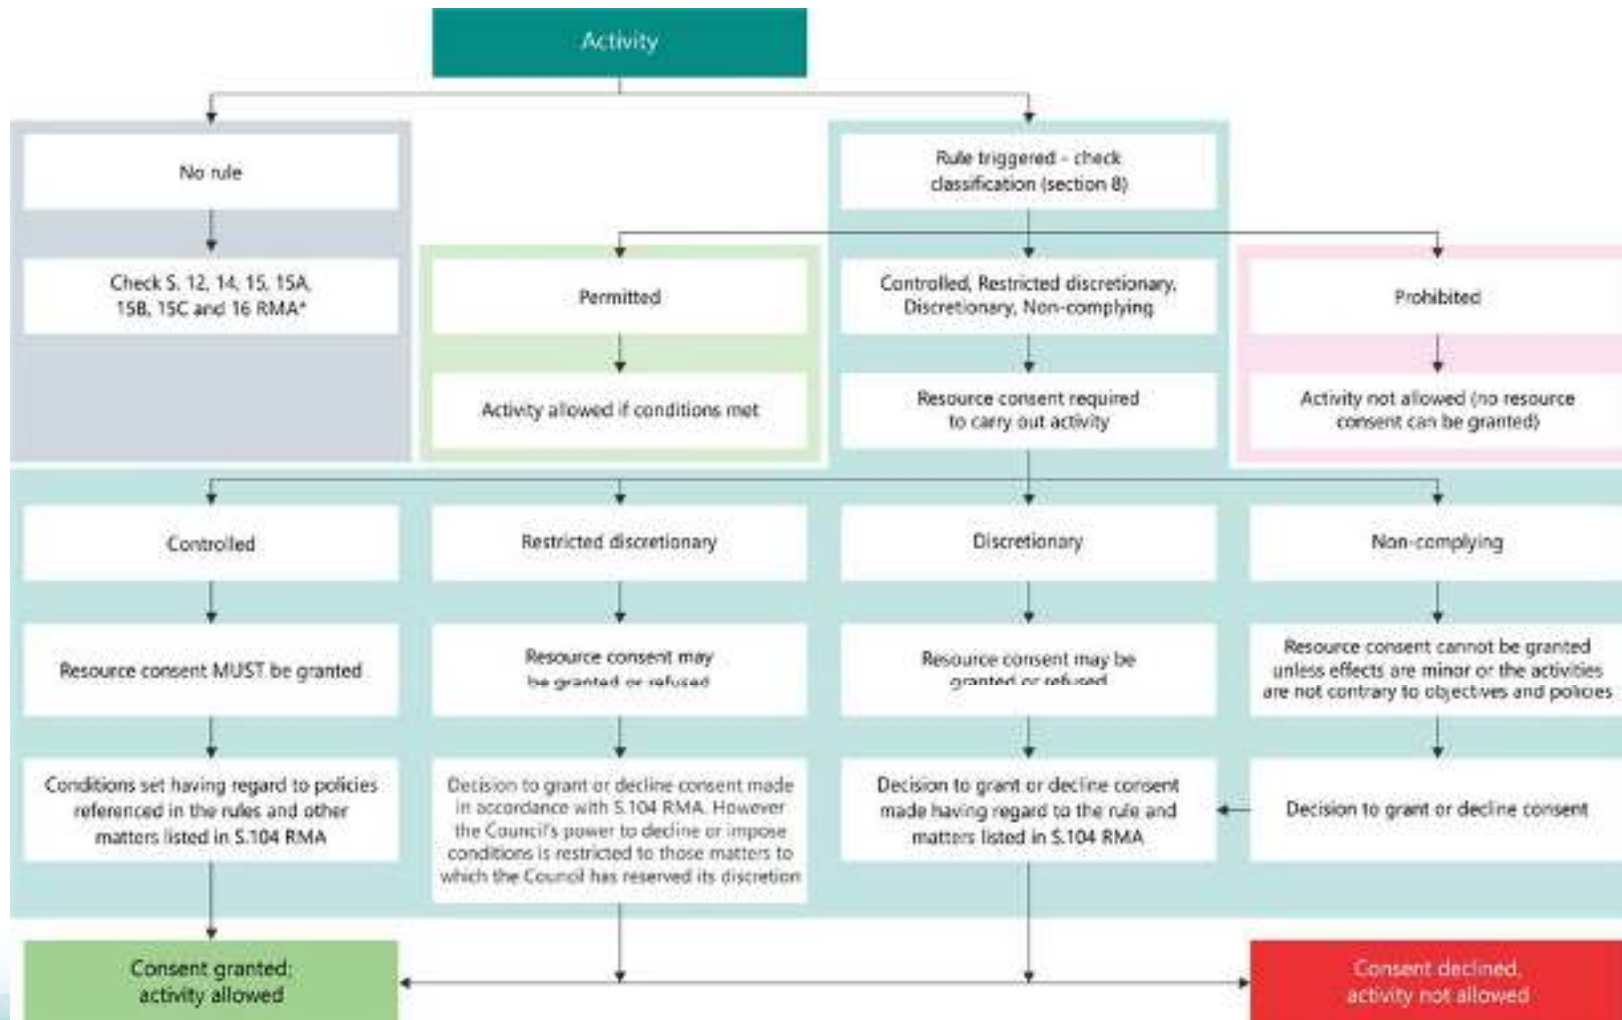 Activity
No rule
Rule triggered - check
classification (section 8)
Check S. 12, 14, 15, 15A,
15B, 15C and 16 RMA*
Permitted
Controlled, Restricted discretionary,
Discretionary, Non-complying
Prohibited
Activity allowed if conditions met
Resource consent required
to carry out activity
Activity not allowed (no resource
consent can be granted)
Controlled
Restricted discretionary
Discretionary
Non-complying
Resource consent MUST be granted
Resource consent may
be granted or refused
Resource consent may be
granted or refused
Resource consent cannot be granted
unless effects are minor or the activities
are not contrary to objectives and policies
Conditions set having regard to policies
referenced in the rules and other
matters listed in S.104 RMA
Decision to grant or decline consent made
in accordance with S.104 RMA. However
the Council's power to decline or impose
conditions is restricted to those matters to
which the Council has reserved its discretion
Decision to grant or decline consent
made having regard to the rule and
matters listed in S.104 RMA
Decision to grant or decline consent
Consent granted;
activity allowed
Consent declined,
activity not allowed